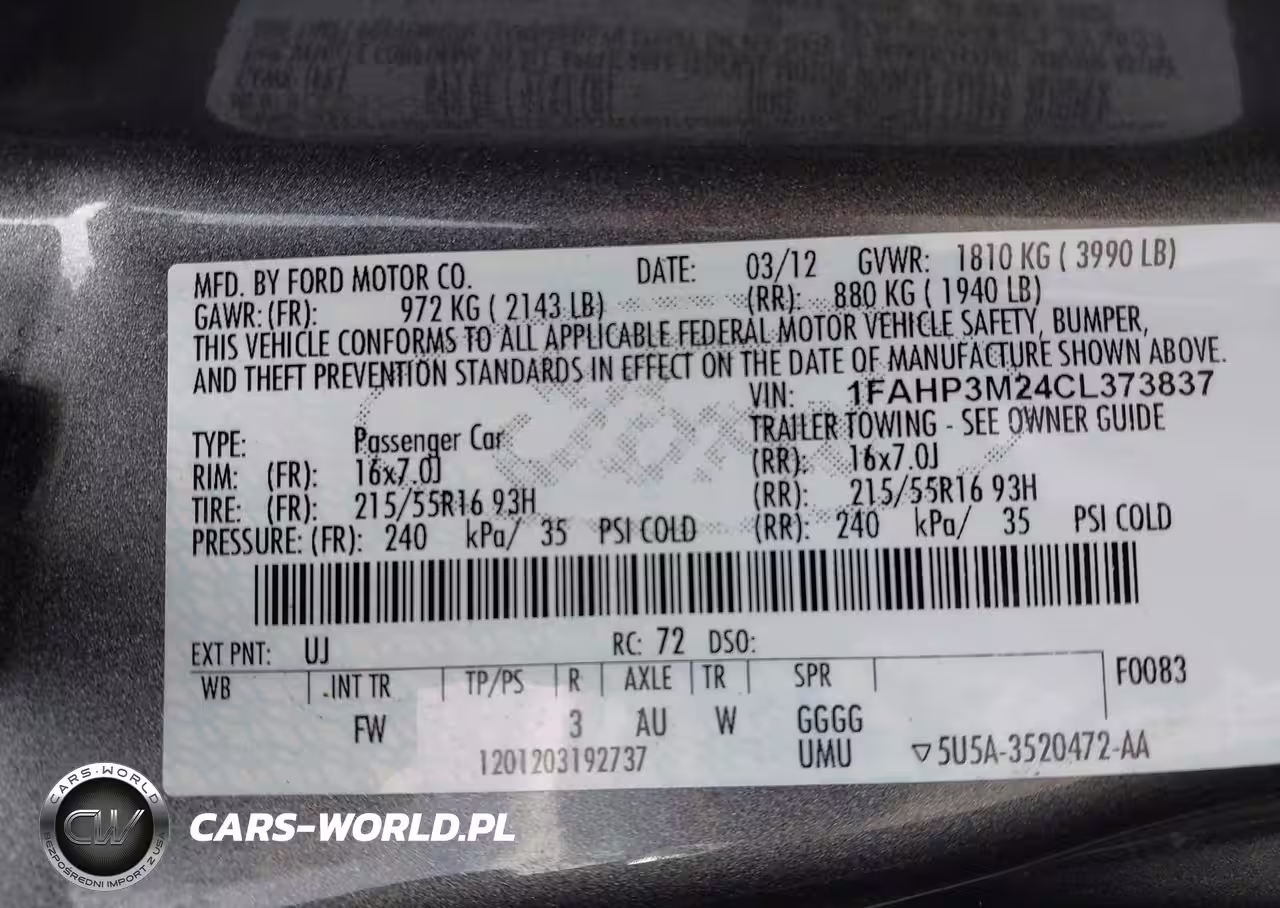 MFD. BY FORD MOTOR CO. DATE: 03/12 GVWR: 1810 KG ( 3990 LB)
GAWR: (FR): 972 KG ( 2143 LB) (RR): 880 KG ( 1940 LB)
THIS VEHICLE CONFORMS TO ALL APPLICABLE FEDERAL MOTOR VEHICLE SAFETY, BUMPER,
AND THEFT PREVENTION STANDARDS IN EFFECT ON THE DATE OF MANUFACTURE SHOWN ABOVE.
VIN: 1FAHP3M24CL373837
TYPE: Passenger Car TRAILER TOWING - SEE OWNER GUIDE
RIM: (FR): 16x7.0J (RR): 16x7.0J
TIRE: (FR): 215/55R16 93H (RR): 215/55R16 93H
PRESSURE: (FR): 240 kPa/ 35 PSI COLD (RR): 240 kPa/ 35 PSI COLD
EXT PNT: UJ RC: 72 DSO:
WB INT TR TP/PS R AXLE TR SPR F0083
FW 3 AU W GGGG
1201203192737 UMU ▽5U5A-3520472-AA
CARS-WORLD
CW
BEZPOŚREDNI IMPORT Z USA
CARS-WORLD.PL